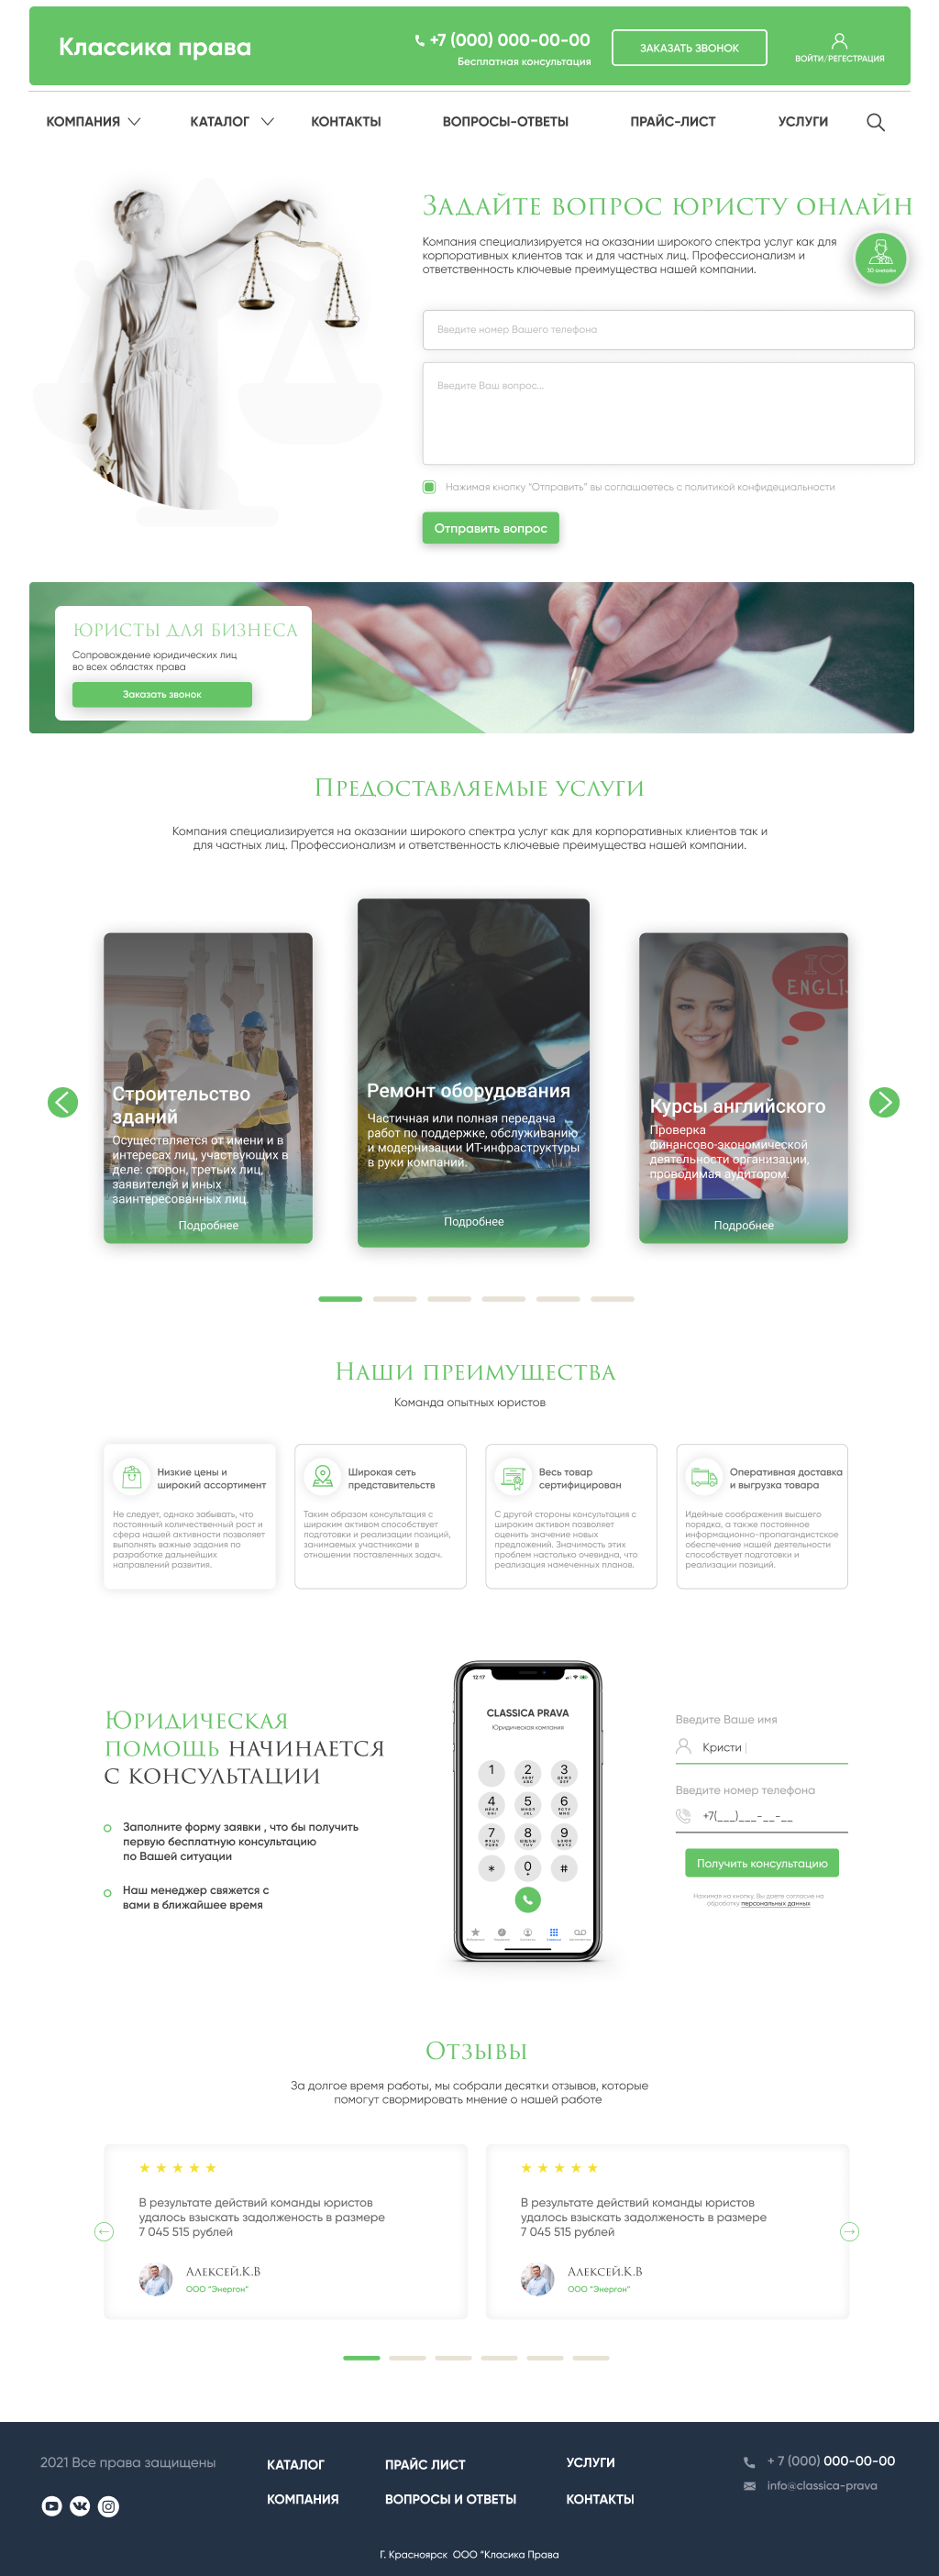 Классика права
+7 (000) 000-00-00
Бесплатная консультация
ЗАКАЗАТЬ ЗВОНОК
ВОЙТИ/РЕГЕСТРАЦИЯ
КОМПАНИЯ
КАТАЛОГ
КОНТАКТЫ
ВОПРОСЫ-ОТВЕТЫ
ПРАЙС-ЛИСТ
УСЛУГИ
Задайте вопрос юристу онлайн
Компания специализируется на оказании широкого спектра услуг как для
корпоративных клиентов так и для частных лиц. Профессионализм и
ответственность ключевые преимущества нашей компании.
30 онлайн
Введите номер Вашего телефона
Введите Ваш вопрос...
Нажимая кнопку "Отправить" вы соглашаетесь с политикой конфидециальности
Отправить вопрос
ЮРИСТЫ ДЛЯ БИЗНЕСА
Сопровождение юридических лиц
во всех областях права
Заказать звонок
Предоставляемые услуги
Компания специализируется на оказании широкого спектра услуг как для корпоративных клиентов так и
для частных лиц. Профессионализм и ответственность ключевые преимущества нашей компании.
Строительство
зданий
Осуществляется от имени и в
интересах лиц, участвующих в
деле: сторон, третьих лиц,
заявителей и иных
заинтересованных лиц.
Подробнее
Ремонт оборудования
Частичная или полная передача
работ по поддержке, обслуживанию
и модернизации ИТ-инфраструктуры
в руки компаний.
Подробнее
I
ENGLI
Курсы английского
Проверка
финансово-экономической
деятельности организации,
проводимая аудитором.
Подробнее
Наши преимущества
Команда опытных юристов
Низкие цены и
широкий ассортимент
Не следует, однако забывать, что
постоянный количественный рост и
сфера нашей активности позволяет
выполнять важные задания по
разработке дальнейших
направлений развития.
Широкая сеть
представительств
Таким образом консультация с
широким активом способствует
подготовки и реализации позиций,
занимаемых участниками в
отношении поставленных задач.
Весь товар
сертифицирован
С другой стороны консультация с
широким активом позволяет
оценить значение новых
предложений. Значимость этих
проблем настолько очевидна, что
реализация намеченных планов.
Оперативная доставка
и выгрузка товара
Идейные соображения высшего
порядка, а также постоянное
информационно-пропагандистское
обеспечение нашей деятельности
способствует подготовки и
реализации позиций.
Юридическая
помощь начинается
с консультации
Заполните форму заявки , что бы получить
первую бесплатную консультацию
по Вашей ситуации
Наш менеджер свяжется с
вами в ближайшее время
12:17
CLASSICA PRAVA
Юридическая компания
1 2 3
4 5 6
7 8 9
* 0 #
Введите Ваше имя
Кристи
Введите номер телефона
+7(___)___-__-__
Получить консультацию
Нажимая на кнопку, Вы даете согласие на
обработку персональных данных
Отзывы
За долгое время работы, мы собрали десятки отзывов, которые
помогут свормировать мнение о нашей работе
В результате действий команды юристов
удалось взыскать задолженость в размере
7 045 515 рублей
Алексей.К.В
ООО "Энергон"
В результате действий команды юристов
удалось взыскать задолженость в размере
7 045 515 рублей
Алексей.К.В
ООО "Энергон"
2021 Все права защищены
КАТАЛОГ
ПРАЙС ЛИСТ
УСЛУГИ
+ 7 (000) 000-00-00
info@classica-prava
КОМПАНИЯ
ВОПРОСЫ И ОТВЕТЫ
КОНТАКТЫ
Г. Красноярск ООО "Класика Права